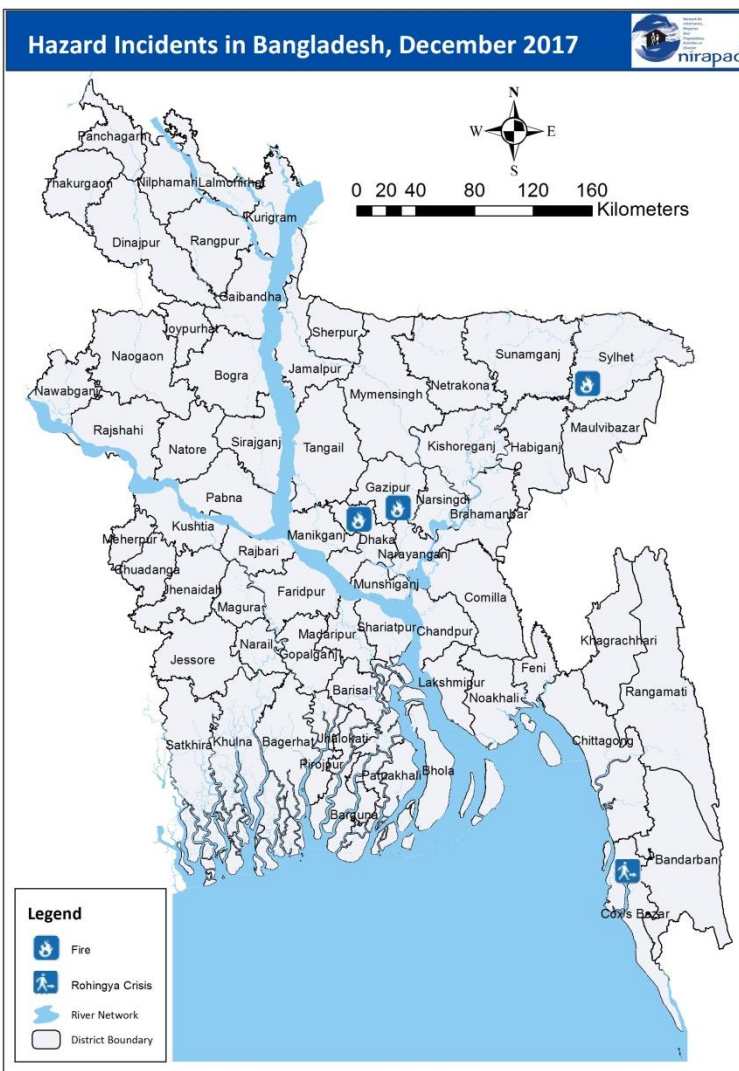 Hazard Incidents in Bangladesh, December 2017
nirapad
N
W E
S
0 20 40 80 120 160
Kilometers
Panchagarh
Thakurgaon
Nilphamari
Lalmonirhat
Kurigram
Dinajpur
Rangpur
Gaibandha
Joypurhat
Sherpur
Naogaon
Bogra
Jamalpur
Mymensingh
Netrakona
Sunamganj
Sylhet
Nawabganj
Rajshahi
Natore
Sirajganj
Tangail
Kishoreganj
Habiganj
Maulvibazar
Pabna
Gazipur
Narsingdi
Brahamanbar
Kushtia
Manikganj
Dhaka
Narayanganj
Meherpur
Chuadanga
Rajbari
Jhenaidah
Magura
Faridpur
Munshiganj
Comilla
Shariatpur
Chandpur
Madaripur
Narail
Gopalganj
Jessore
Khagrachhari
Feni
Lakshmipur
Noakhali
Rangamati
Barisal
Satkhira
Khulna
Bagerhat
Jhalokati
Pirojpur
Patuakhali
Bhola
Barguna
Chittagong
Bandarban
Cox's Bazar
Legend
Fire
Rohingya Crisis
River Network
District Boundary